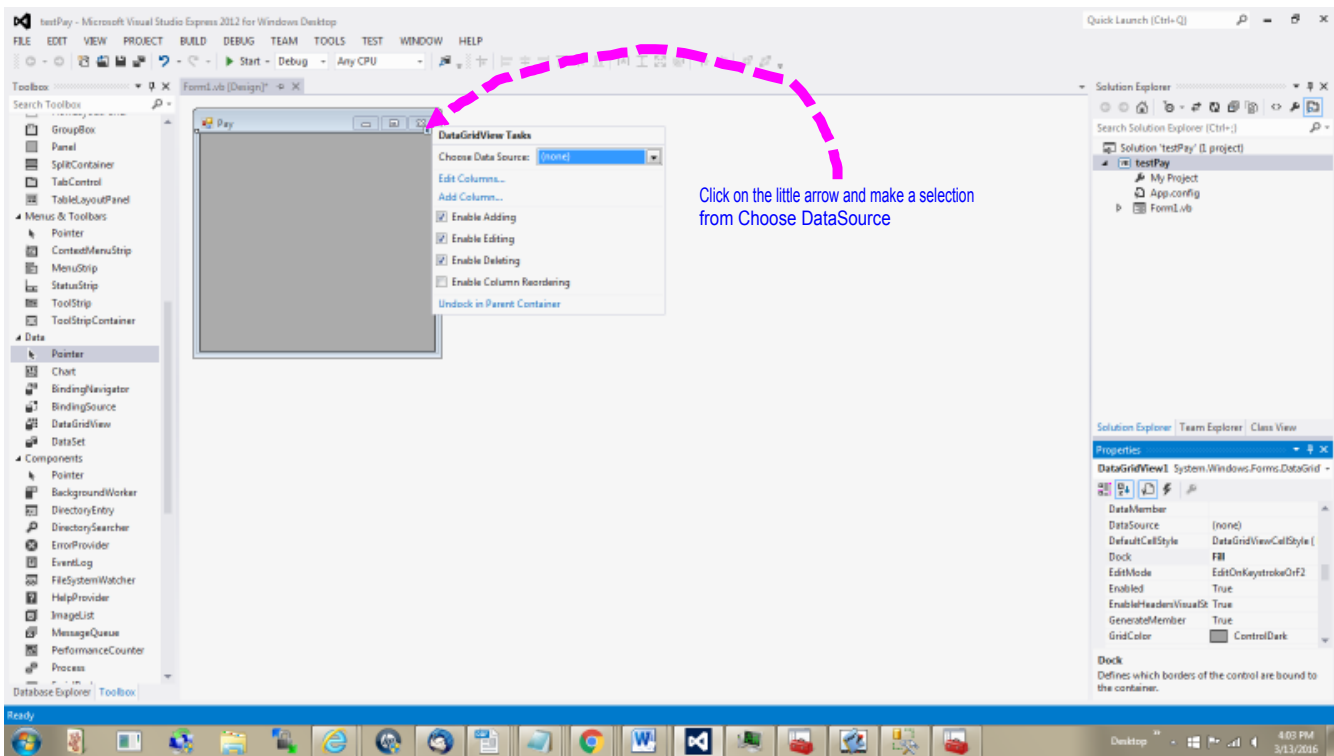 testPay - Microsoft Visual Studio Express 2012 for Windows Desktop
Quick Launch (Ctrl+Q)
FILE EDIT VIEW PROJECT BUILD DEBUG TEAM TOOLS TEST WINDOW HELP
Start - Debug - Any CPU
Toolbox
Search Toolbox
GroupBox
Panel
SplitContainer
TabControl
TableLayoutPanel
Menus & Toolbars
Pointer
ContextMenuStrip
MenuStrip
StatusStrip
ToolStrip
ToolStripContainer
Data
Pointer
Chart
BindingNavigator
BindingSource
DataGridView
DataSet
Components
Pointer
BackgroundWorker
DirectoryEntry
DirectorySearcher
ErrorProvider
EventLog
FileSystemWatcher
HelpProvider
ImageList
MessageQueue
PerformanceCounter
Process
Database Explorer Toolbox
Form1.vb [Design]*
Pay
DataGridView Tasks
Choose Data Source: (none)
Edit Columns...
Add Column...
Enable Adding
Enable Editing
Enable Deleting
Enable Column Reordering
Undock in Parent Container
Click on the little arrow and make a selection
from Choose DataSource
Solution Explorer
Search Solution Explorer (Ctrl+;)
Solution 'testPay' (1 project)
testPay
My Project
App.config
Form1.vb
Solution Explorer Team Explorer Class View
Properties
DataGridView1 System.Windows.Forms.DataGrid
DataMember
DataSource (none)
DefaultCellStyle DataGridViewCellStyle {
Dock Fill
EditMode EditOnKeystrokeOrF2
Enabled True
EnableHeadersVisualSt True
GenerateMember True
GridColor ControlDark
Dock
Defines which borders of the control are bound to
the container.
Ready
Desktop
4:03 PM
3/13/2016